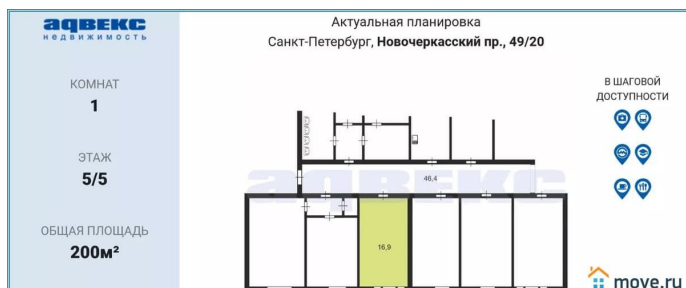 адвекс
недвижимость
КОМНАТ
1
ЭТАЖ
5/5
ОБЩАЯ ПЛОЩАДЬ
200м²
Актуальная планировка
Санкт-Петербург, Новочеркасский пр., 49/20
адвекс
46,4
16,9
В ШАГОВОЙ
ДОСТУПНОСТИ
move.ru